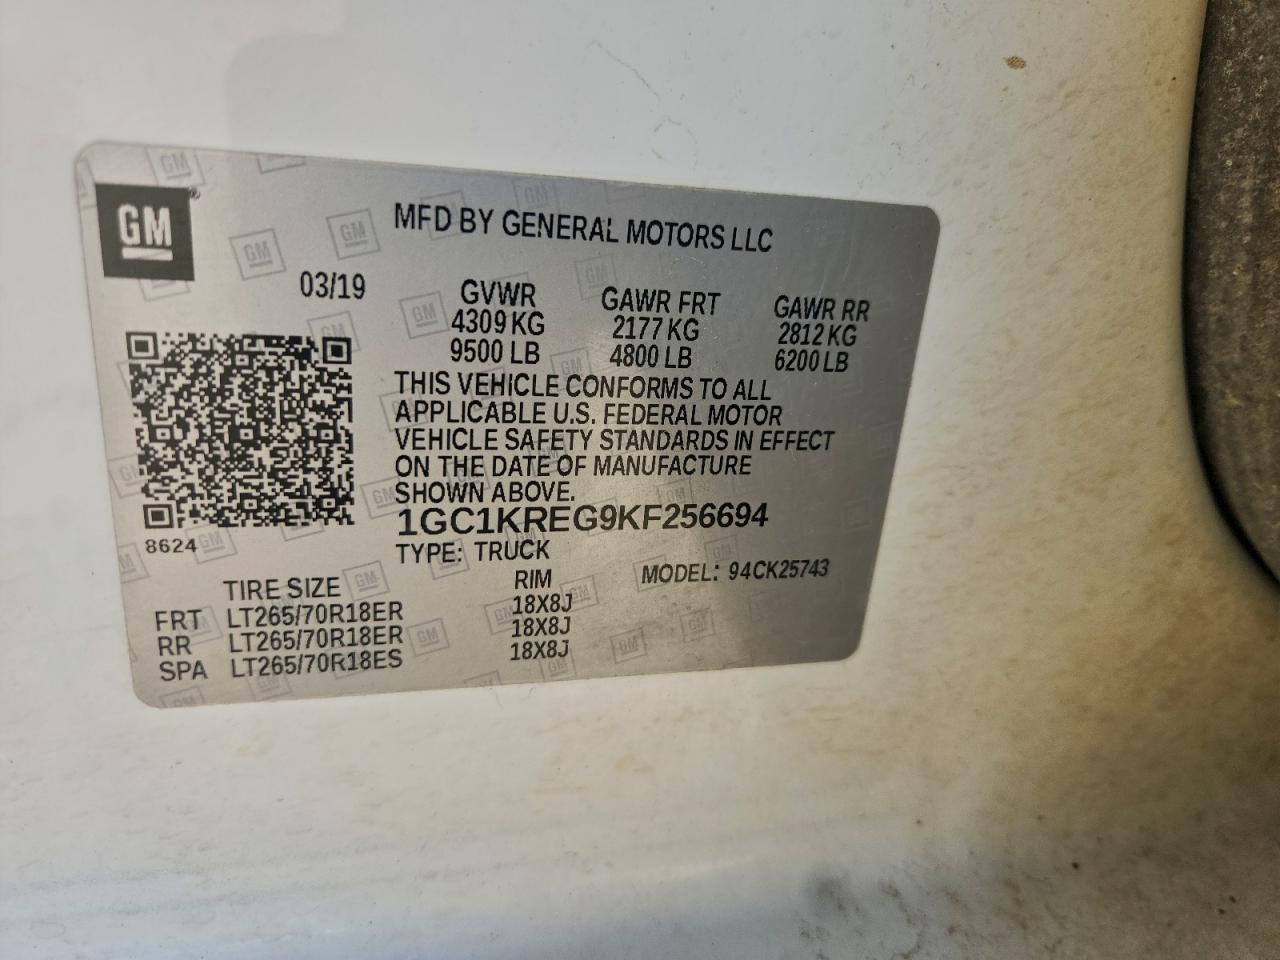 GM
MFD BY GENERAL MOTORS LLC
03/19
GVWR GAWR FRT GAWR RR
4309 KG 2177 KG 2812 KG
9500 LB 4800 LB 6200 LB
THIS VEHICLE CONFORMS TO ALL
APPLICABLE U.S. FEDERAL MOTOR
VEHICLE SAFETY STANDARDS IN EFFECT
ON THE DATE OF MANUFACTURE
SHOWN ABOVE.
1GC1KREG9KF256694
8624
TYPE: TRUCK
MODEL: 94CK25743
TIRE SIZE RIM
FRT LT265/70R18ER 18X8J
RR LT265/70R18ER 18X8J
SPA LT265/70R18ES 18X8J